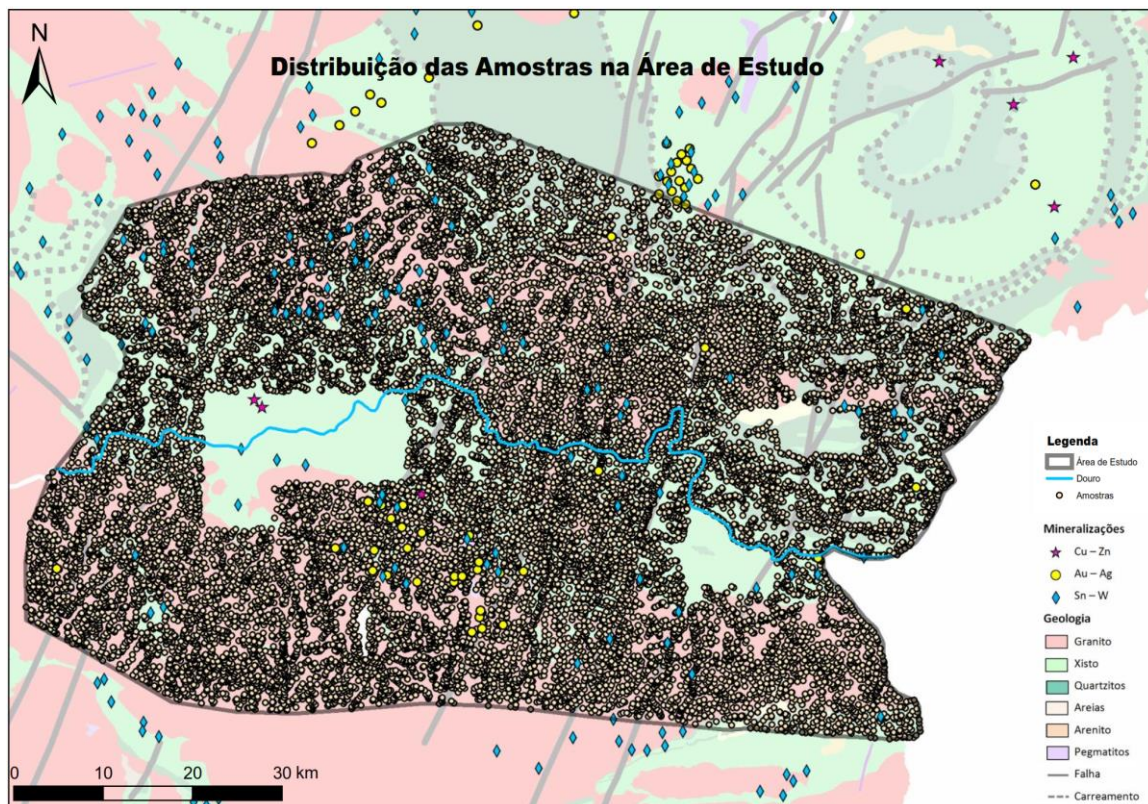 N
Distribuição das Amostras na Área de Estudo
Legenda
Área de Estudo
Douro
Amostras
Mineralizações
Cu – Zn
Au – Ag
Sn – W
Geologia
Granito
Xisto
Quartzitos
Areias
Arenito
Pegmatitos
Falha
Carreamento
0 10 20 30 km